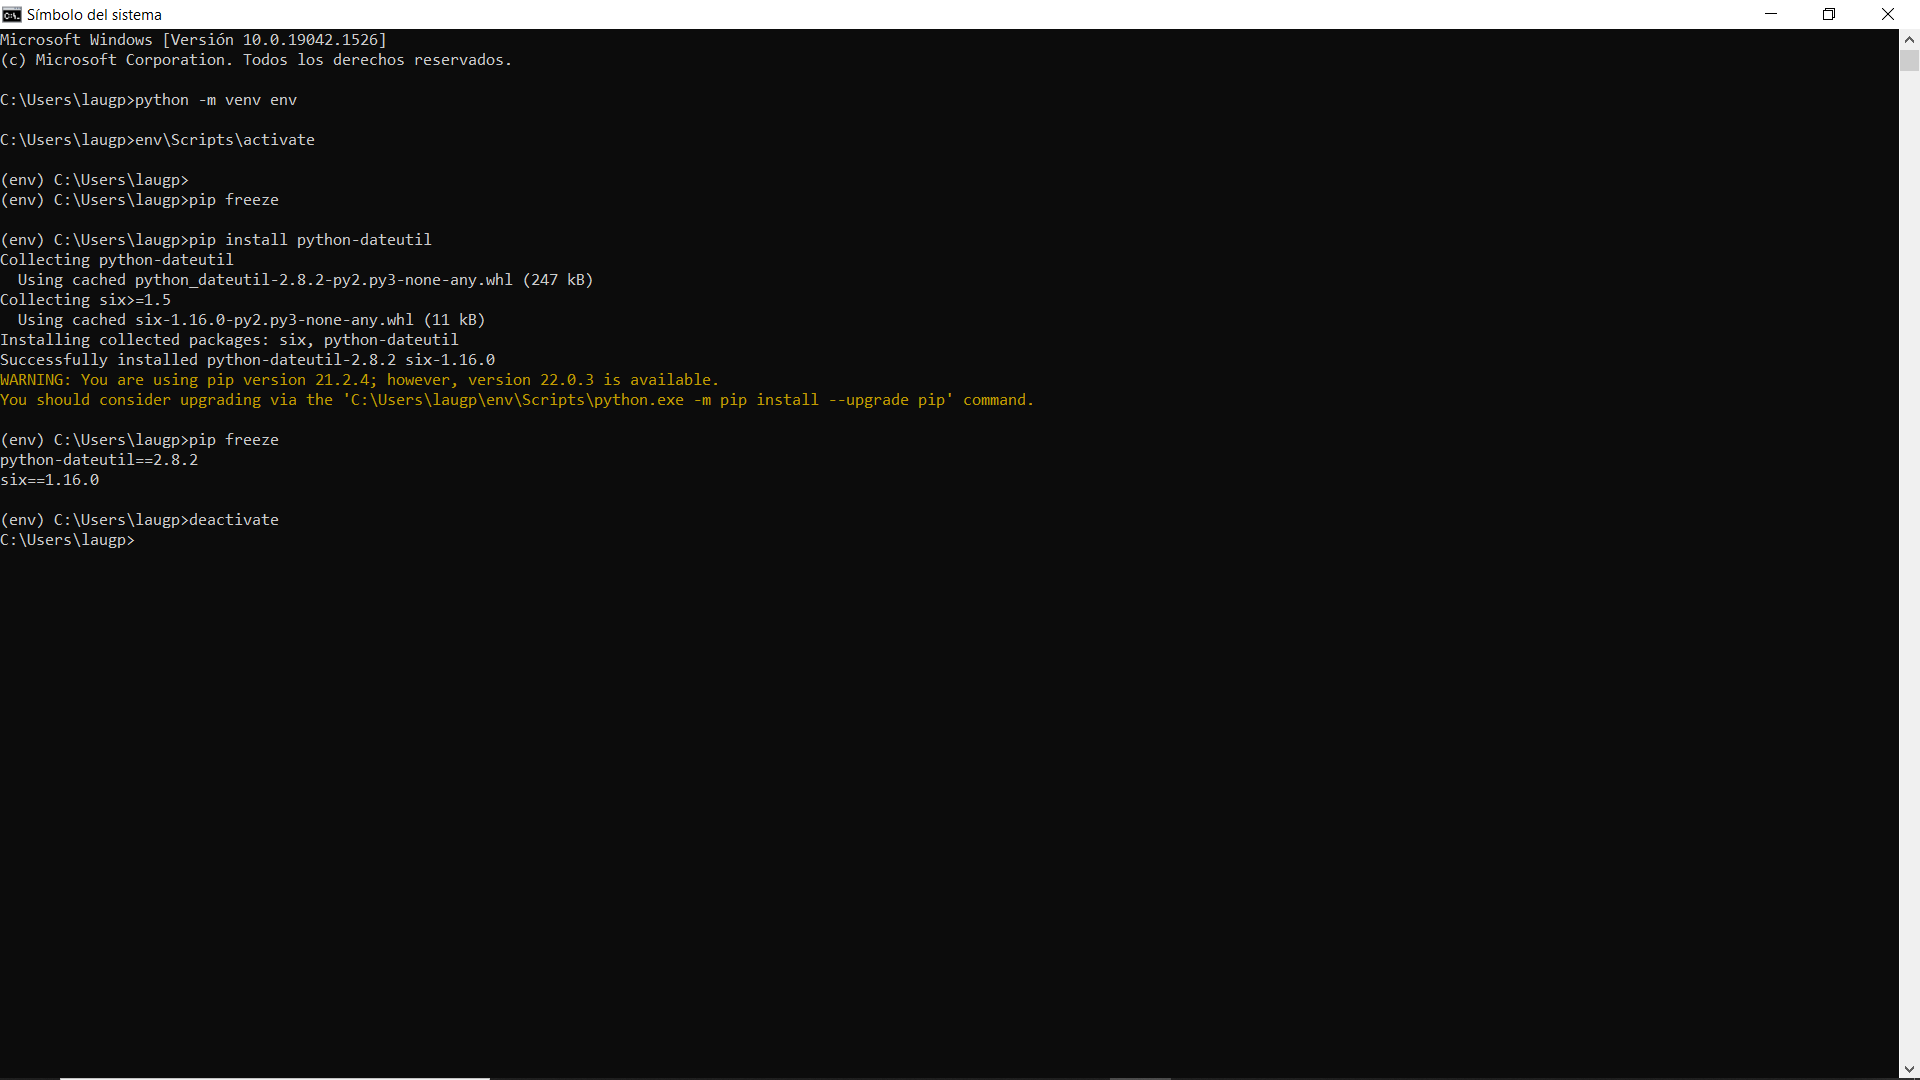 Símbolo del sistema
Microsoft Windows [Versión 10.0.19042.1526]
(c) Microsoft Corporation. Todos los derechos reservados.
C:\Users\laugp>python -m venv env
C:\Users\laugp>env\Scripts\activate
(env) C:\Users\laugp>
(env) C:\Users\laugp>pip freeze
(env) C:\Users\laugp>pip install python-dateutil
Collecting python-dateutil
  Using cached python_dateutil-2.8.2-py2.py3-none-any.whl (247 kB)
Collecting six>=1.5
  Using cached six-1.16.0-py2.py3-none-any.whl (11 kB)
Installing collected packages: six, python-dateutil
Successfully installed python-dateutil-2.8.2 six-1.16.0
WARNING: You are using pip version 21.2.4; however, version 22.0.3 is available.
You should consider upgrading via the 'C:\Users\laugp\env\Scripts\python.exe -m pip install --upgrade pip' command.
(env) C:\Users\laugp>pip freeze
python-dateutil==2.8.2
six==1.16.0
(env) C:\Users\laugp>deactivate
C:\Users\laugp>